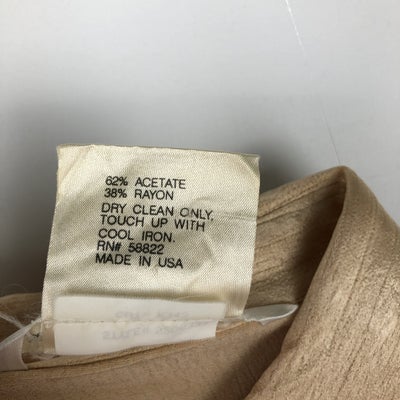 62% ACETATE
38% RAYON
DRY CLEAN ONLY.
TOUCH UP WITH
COOL IRON.
RN# 58822
MADE IN USA